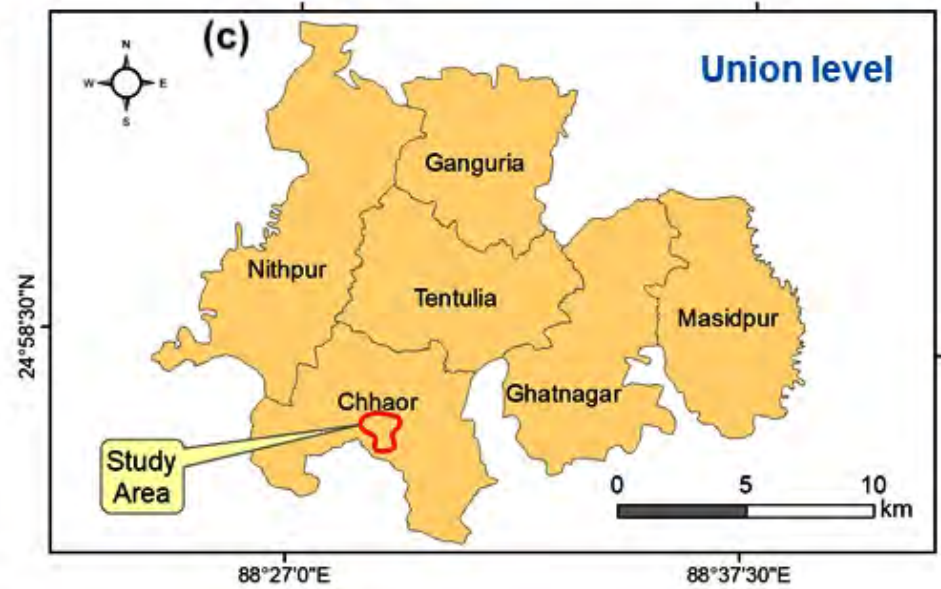 (c)
Union level
N
W
E
S
Ganguria
Nithpur
Tentulia
Masidpur
Chhaor
Ghatnagar
Study
Area
0
5
10
km
24°58'30"N
88°27'0"E
88°37'30"E